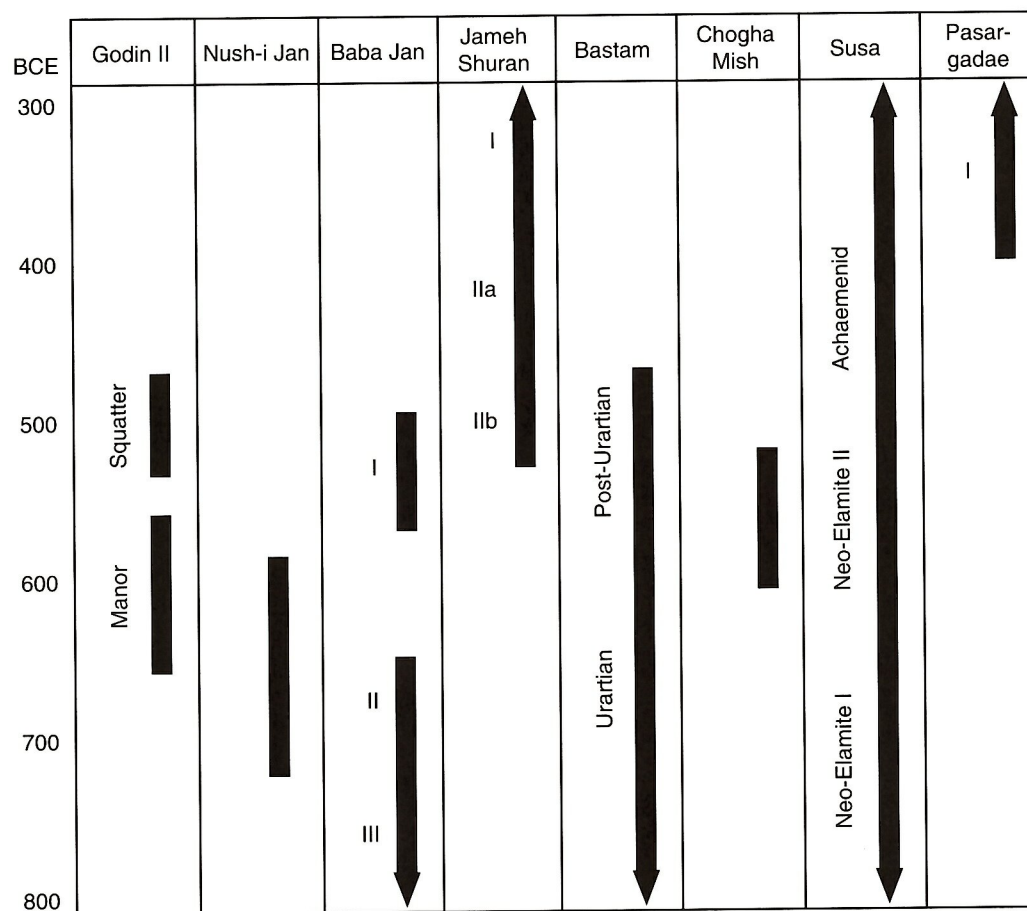 BCE
Godin II
Nush-i Jan
Baba Jan
Jameh
Shuran
Bastam
Chogha
Mish
Susa
Pasar-
gadae
300
400
500
600
700
800
Squatter
Manor
I
II
III
I
IIa
IIb
Post-Urartian
Urartian
Achaemenid
Neo-Elamite II
Neo-Elamite I
I